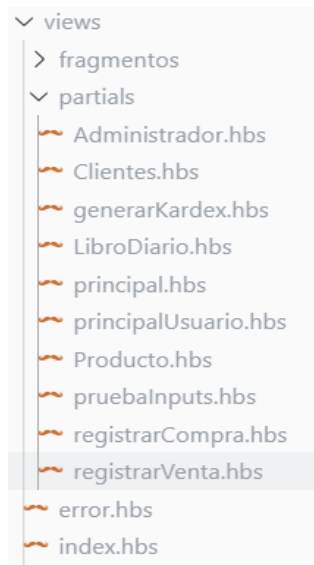 views
fragmentos
partials
Administrador.hbs
Clientes.hbs
generarKardex.hbs
LibroDiario.hbs
principal.hbs
principalUsuario.hbs
Producto.hbs
pruebaInputs.hbs
registrarCompra.hbs
registrarVenta.hbs
error.hbs
index.hbs